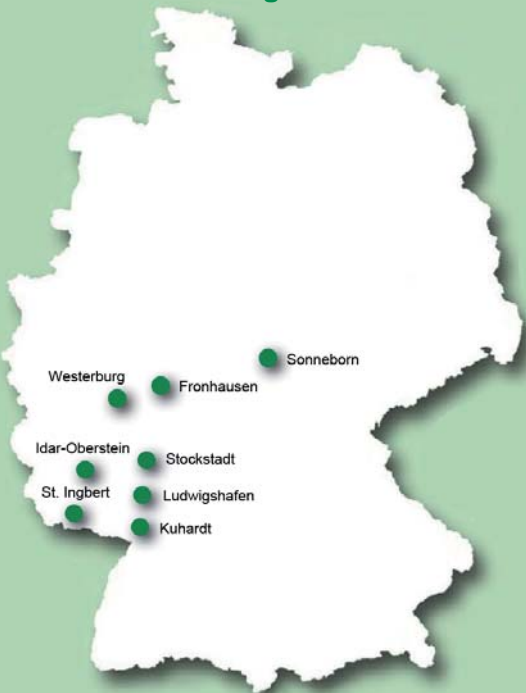 Sonneborn
Westerburg
Fronhausen
Idar-Oberstein
Stockstadt
St. Ingbert
Ludwigshafen
Kuhardt